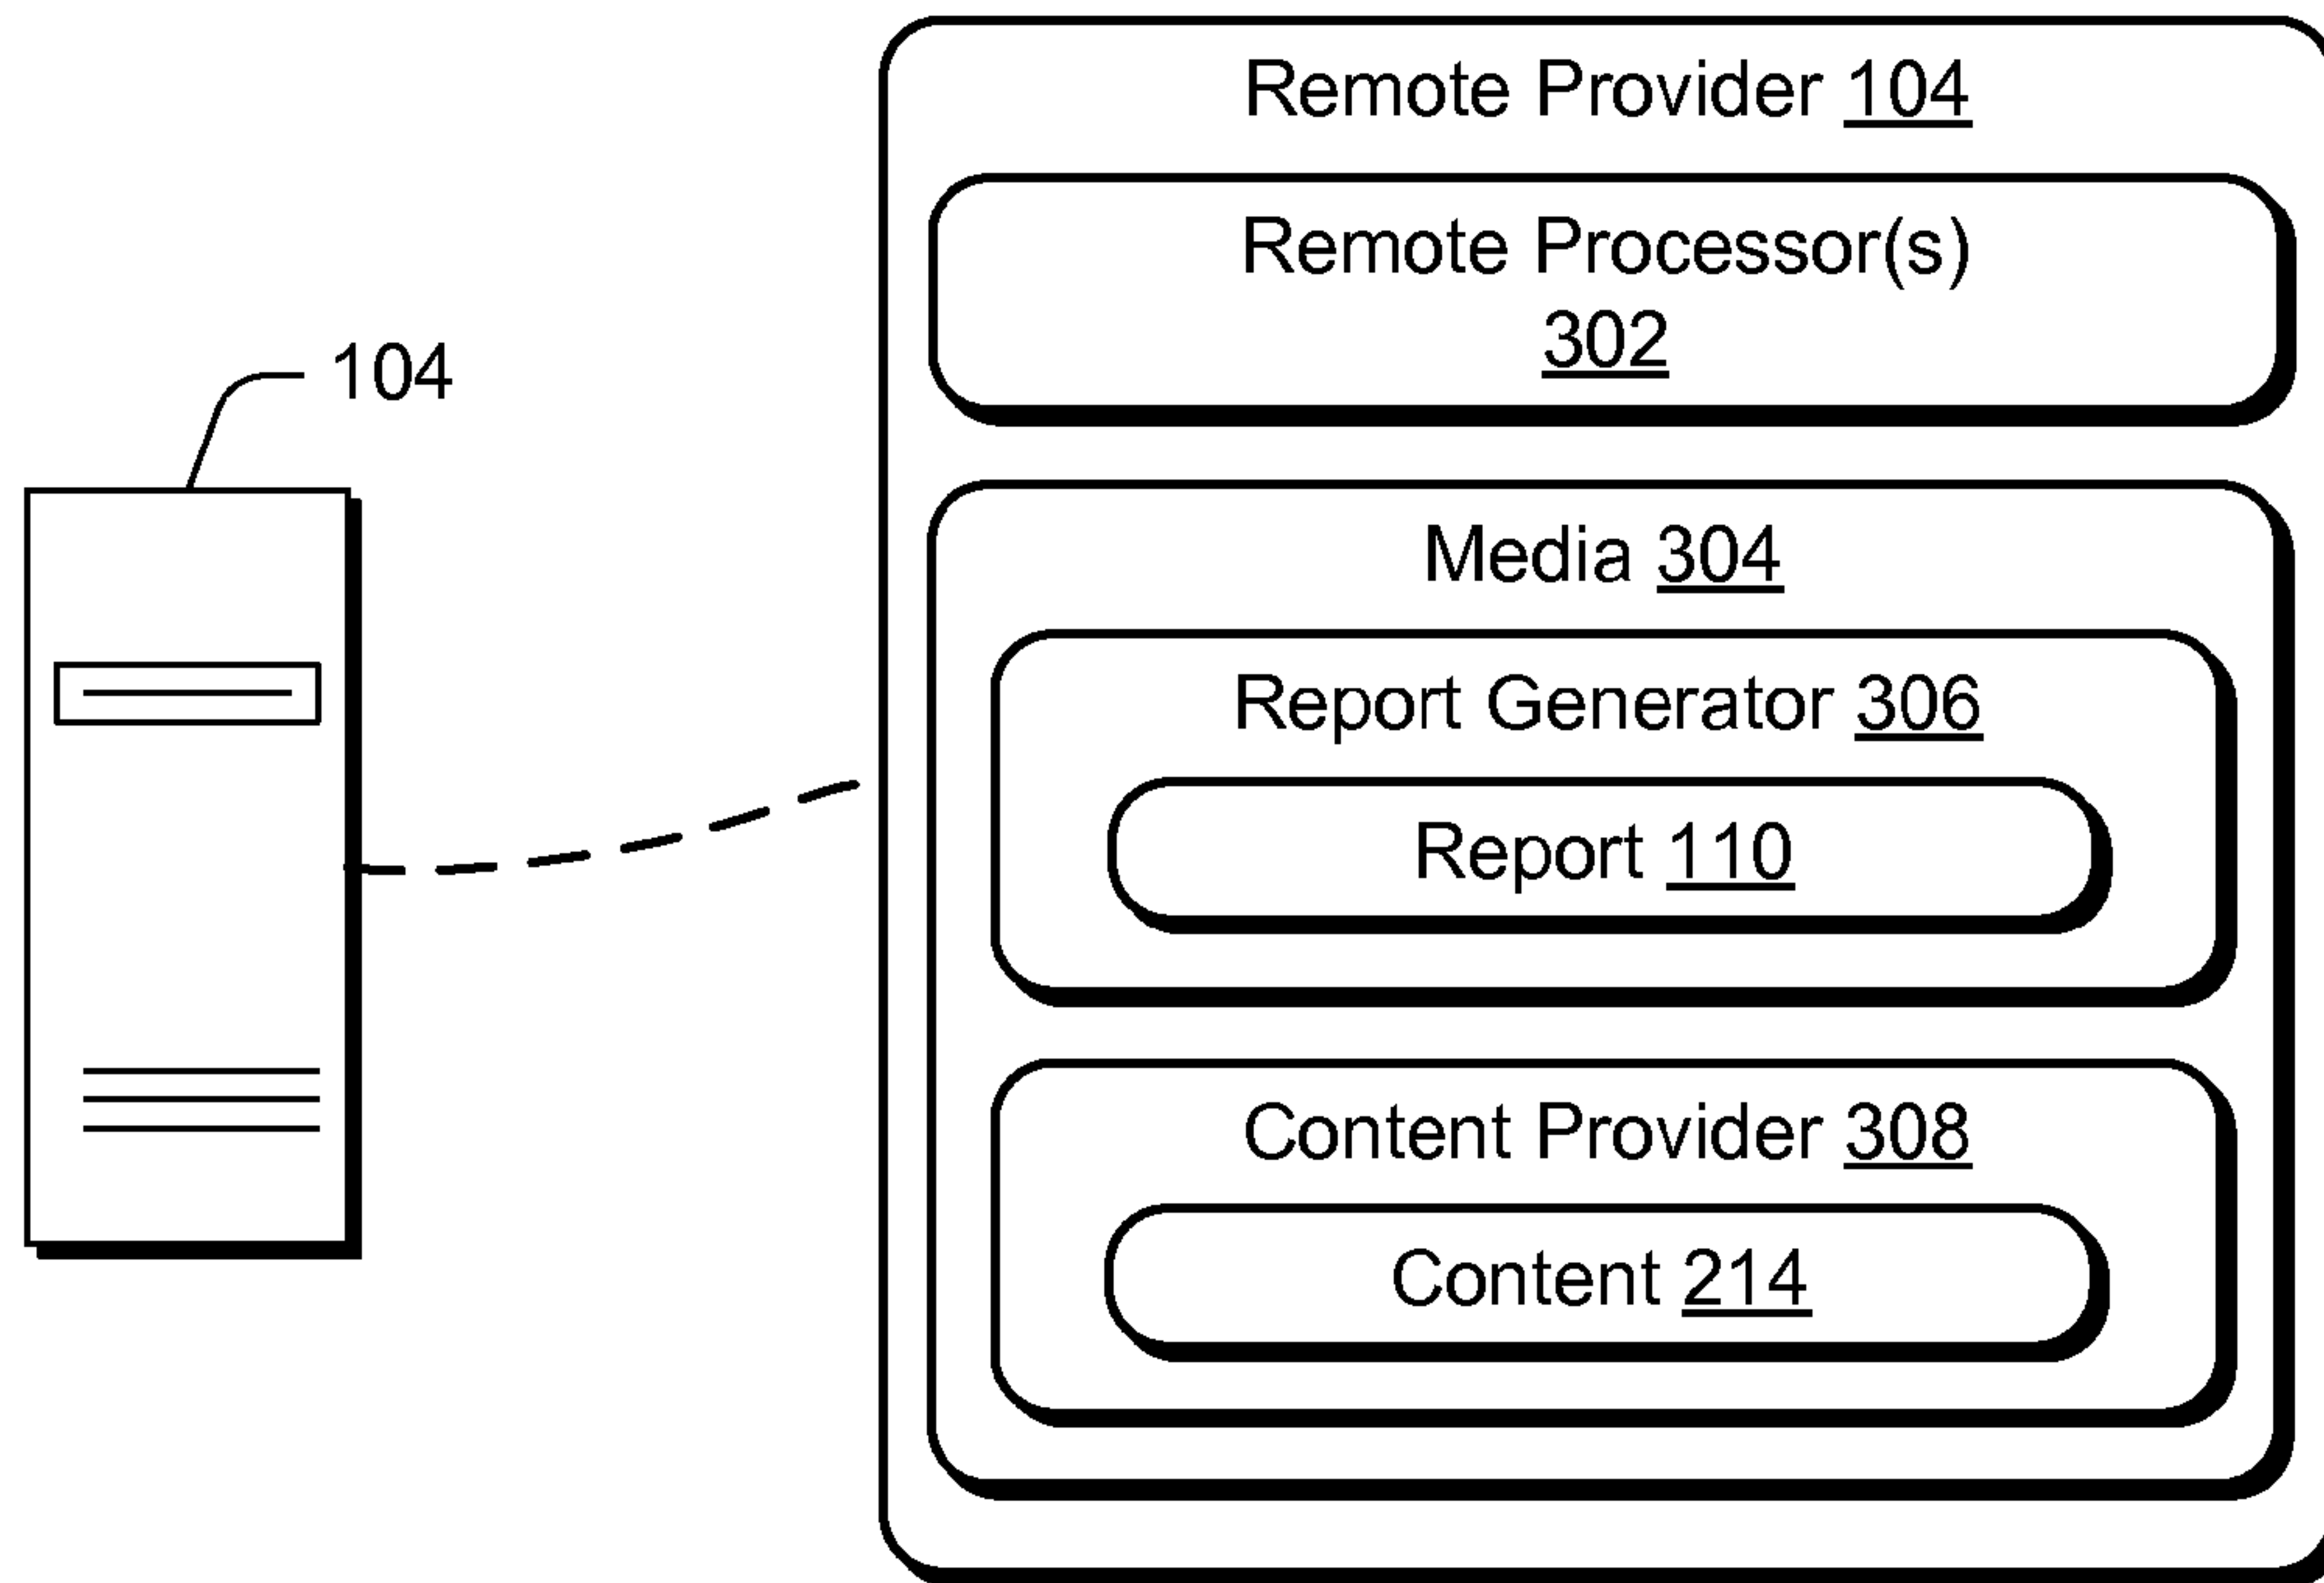 Remote Provider 104
Remote Processor(s)
302
104
Media 304
Report Generator 306
Report 110
Content Provider 308
Content 214